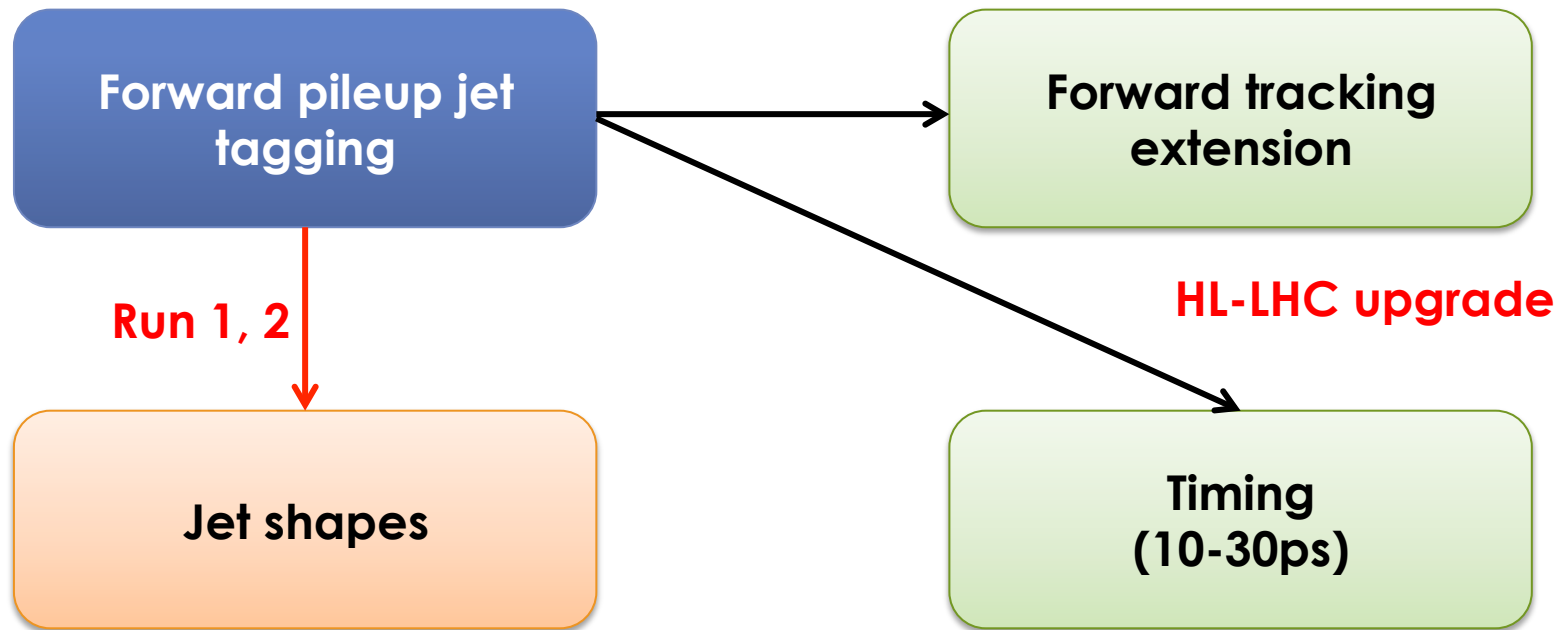 Forward pileup jet
tagging
Forward tracking
extension
Run 1, 2
HL-LHC upgrade
Jet shapes
Timing
(10-30ps)